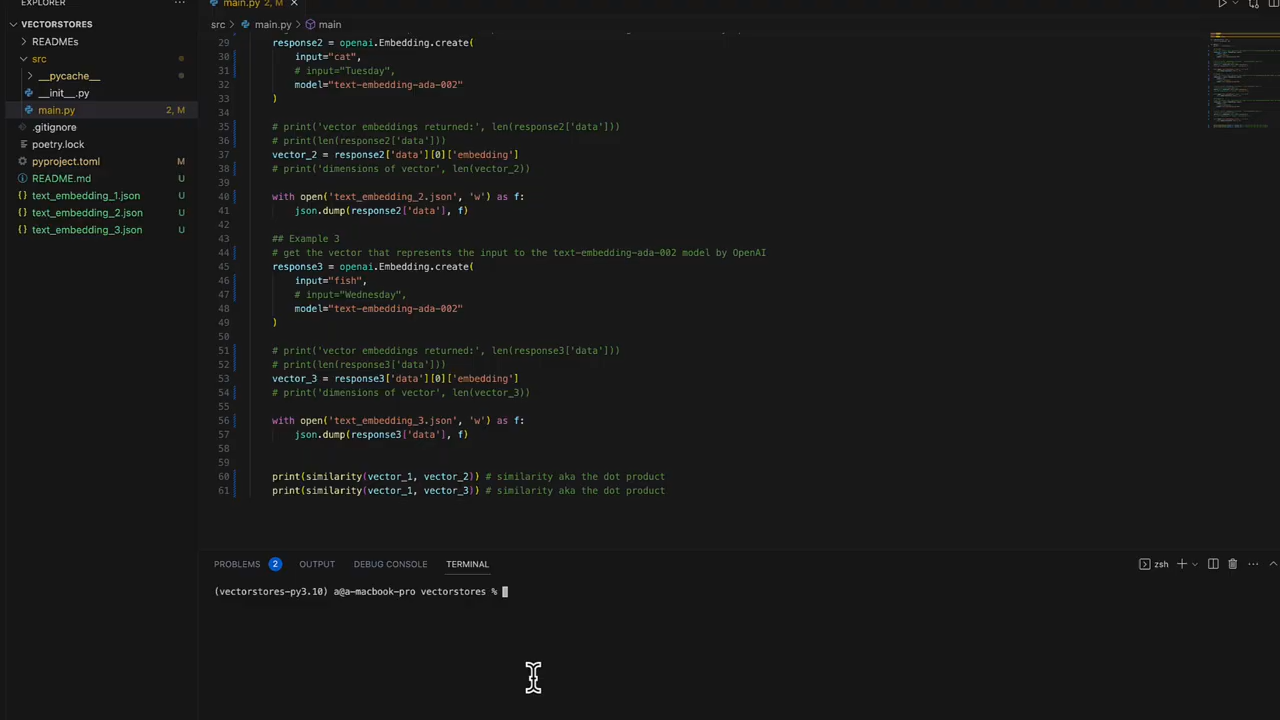 EXPLORER
···
main.py 2, M ×
VECTORSTORES
READMEs
src
__pycache__
__init__.py
main.py 2, M
.gitignore
poetry.lock
pyproject.toml M
README.md U
text_embedding_1.json U
text_embedding_2.json U
text_embedding_3.json U
src > main.py > main
29 response2 = openai.Embedding.create(
30 input="cat",
31 # input="Tuesday",
32 model="text-embedding-ada-002"
33 )
34
35 # print('vector embeddings returned:', len(response2['data']))
36 # print(len(response2['data']))
37 vector_2 = response2['data'][0]['embedding']
38 # print('dimensions of vector', len(vector_2))
39
40 with open('text_embedding_2.json', 'w') as f:
41 json.dump(response2['data'], f)
42
43 ## Example 3
44 # get the vector that represents the input to the text-embedding-ada-002 model by OpenAI
45 response3 = openai.Embedding.create(
46 input="fish",
47 # input="Wednesday",
48 model="text-embedding-ada-002"
49 )
50
51 # print('vector embeddings returned:', len(response3['data']))
52 # print(len(response3['data']))
53 vector_3 = response3['data'][0]['embedding']
54 # print('dimensions of vector', len(vector_3))
55
56 with open('text_embedding_3.json', 'w') as f:
57 json.dump(response3['data'], f)
58
59
60 print(similarity(vector_1, vector_2)) # similarity aka the dot product
61 print(similarity(vector_1, vector_3)) # similarity aka the dot product
PROBLEMS 2 OUTPUT DEBUG CONSOLE TERMINAL zsh
(vectorstores-py3.10) a@a-macbook-pro vectorstores %